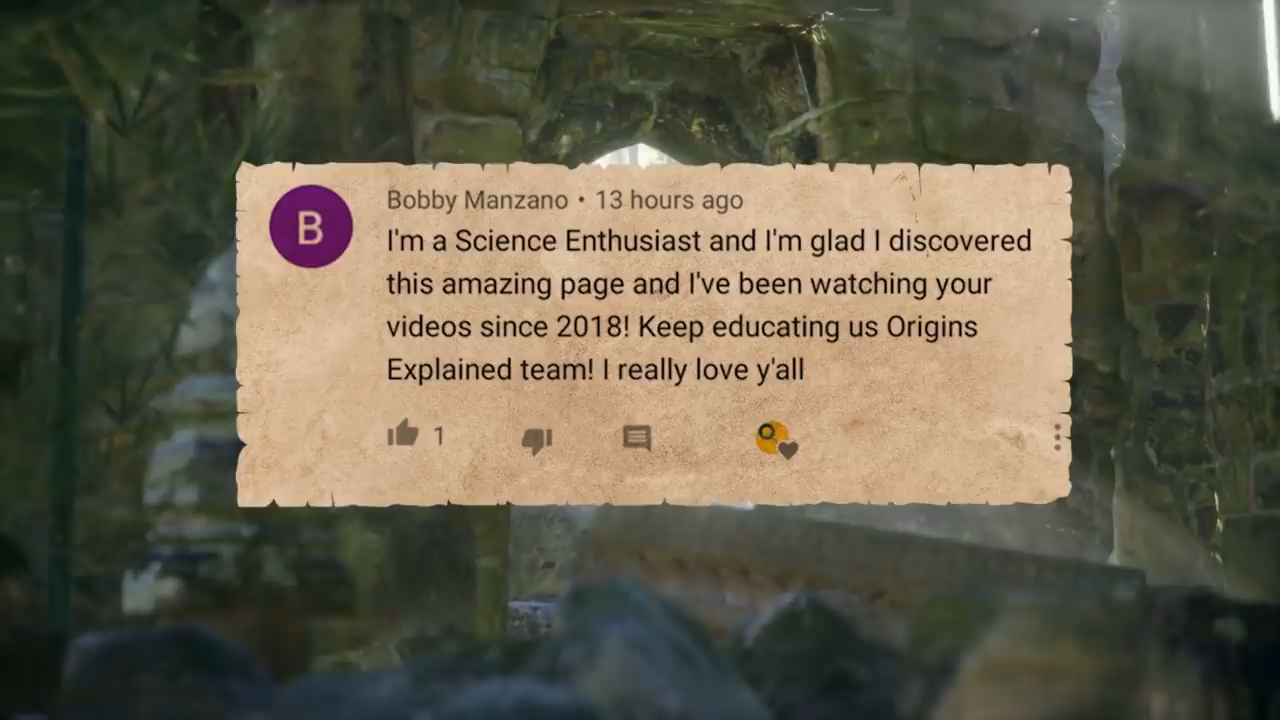 B
Bobby Manzano • 13 hours ago
I'm a Science Enthusiast and I'm glad I discovered
this amazing page and I've been watching your
videos since 2018! Keep educating us Origins
Explained team! I really love y'all
1